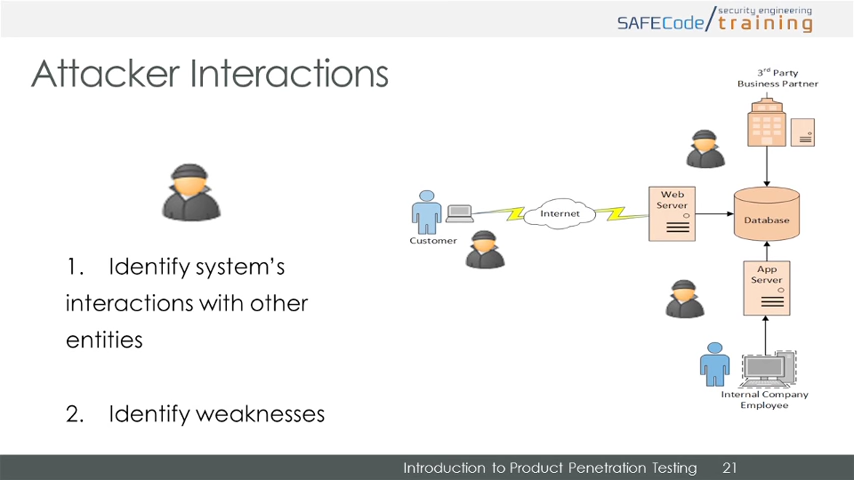 security engineering
SAFECode/training
Attacker Interactions
1. Identify system's
interactions with other
entities
2. Identify weaknesses
3rd Party
Business Partner
Web
Server
Internet
Database
Customer
App
Server
Internal Company
Employee
Introduction to Product Penetration Testing 21